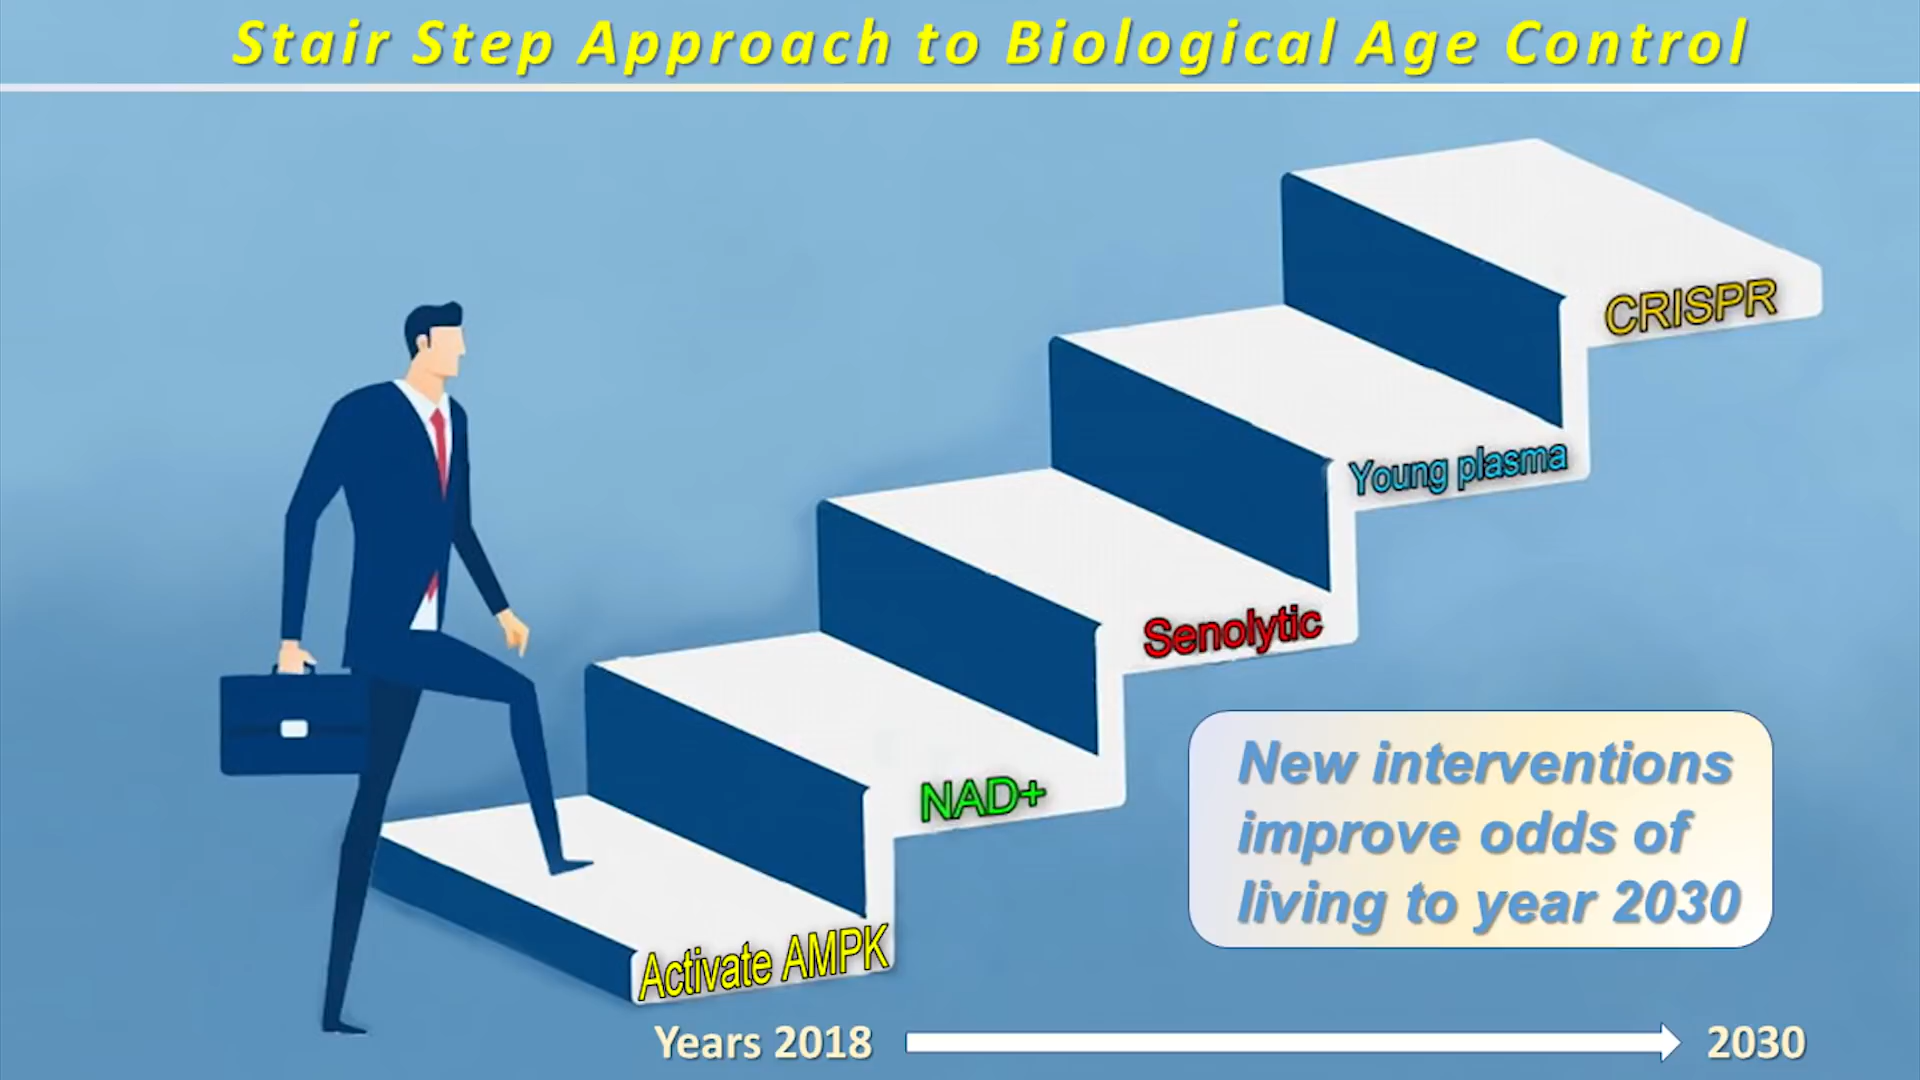 Stair Step Approach to Biological Age Control
CRISPR
Young plasma
Senolytic
NAD+
Activate AMPK
New interventions
improve odds of
living to year 2030
Years 2018
2030